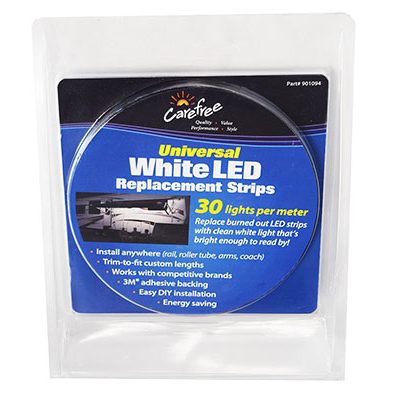 Part# 901094
Carefree
Quality • Value
Performance • Style
Universal
White LED
Replacement Strips
30 lights per meter
Replace burned out LED strips
with clean white light that's
bright enough to read by!
• Install anywhere (rail, roller tube, arms, coach)
• Trim-to-fit custom lengths
• Works with competitive brands
• 3M® adhesive backing
• Easy DIY installation
• Energy saving